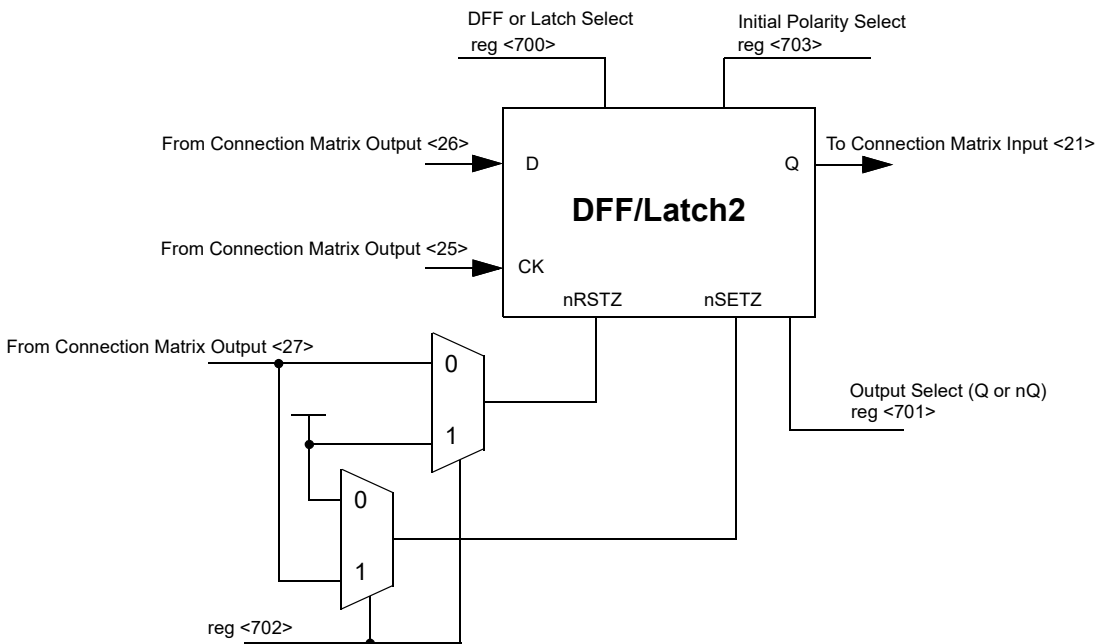 DFF or Latch Select
reg <700>
Initial Polarity Select
reg <703>
From Connection Matrix Output <26>
To Connection Matrix Input <21>
D
Q
DFF/Latch2
From Connection Matrix Output <25>
CK
nRSTZ
nSETZ
From Connection Matrix Output <27>
0
1
Output Select (Q or nQ)
reg <701>
0
1
reg <702>